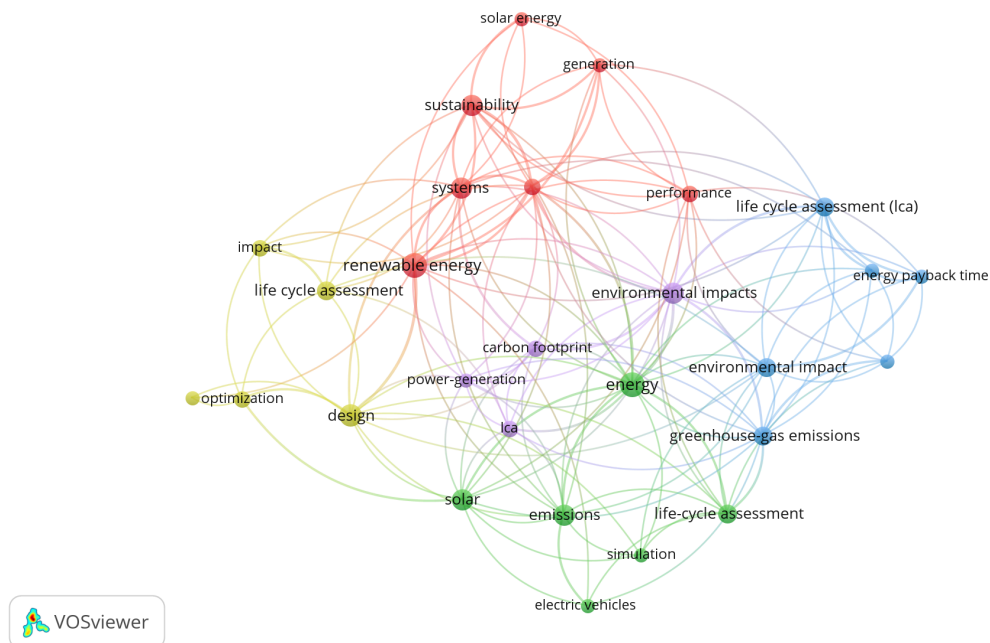 solar energy
generation
sustainability
systems
performance
life cycle assessment (lca)
impact
renewable energy
energy payback time
life cycle assessment
environmental impacts
carbon footprint
environmental impact
power-generation
energy
optimization
design
lca
greenhouse-gas emissions
solar
emissions
life-cycle assessment
simulation
electric vehicles
VOSviewer